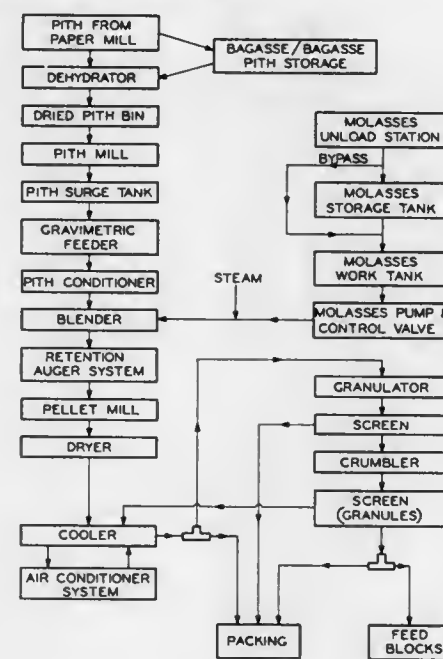 PITH FROM
PAPER MILL
BAGASSE/BAGASSE
PITH STORAGE
DEHYDRATOR
DRIED PITH BIN
PITH MILL
PITH SURGE TANK
GRAVIMETRIC
FEEDER
PITH CONDITIONER
BLENDER
RETENTION
AUGER SYSTEM
PELLET MILL
DRYER
COOLER
AIR CONDITIONER
SYSTEM
STEAM
MOLASSES
UNLOAD STATION
BYPASS
MOLASSES
STORAGE TANK
MOLASSES
WORK TANK
MOLASSES PUMP &
CONTROL VALVE
GRANULATOR
SCREEN
CRUMBLER
SCREEN
(GRANULES)
PACKING
FEED
BLOCKS